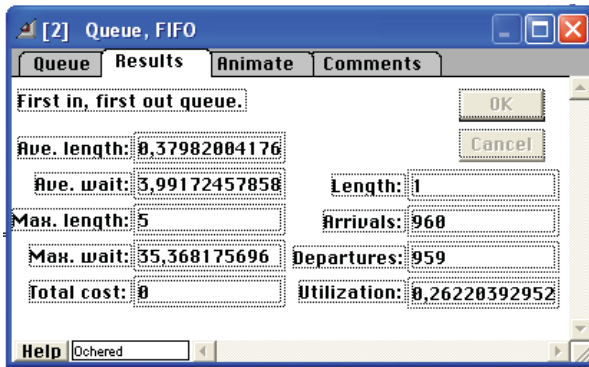 [2] Queue, FIFO
Queue Results Animate Comments
First in, first out queue.
OK
Cancel
Ave. length: 0,37982004176
Ave. wait: 3,99172457858
Length: 1
Max. length: 5
Arrivals: 960
Max. wait: 35,368175696
Departures: 959
Total cost: 0
Utilization: 0,26220392952
Help Ochered